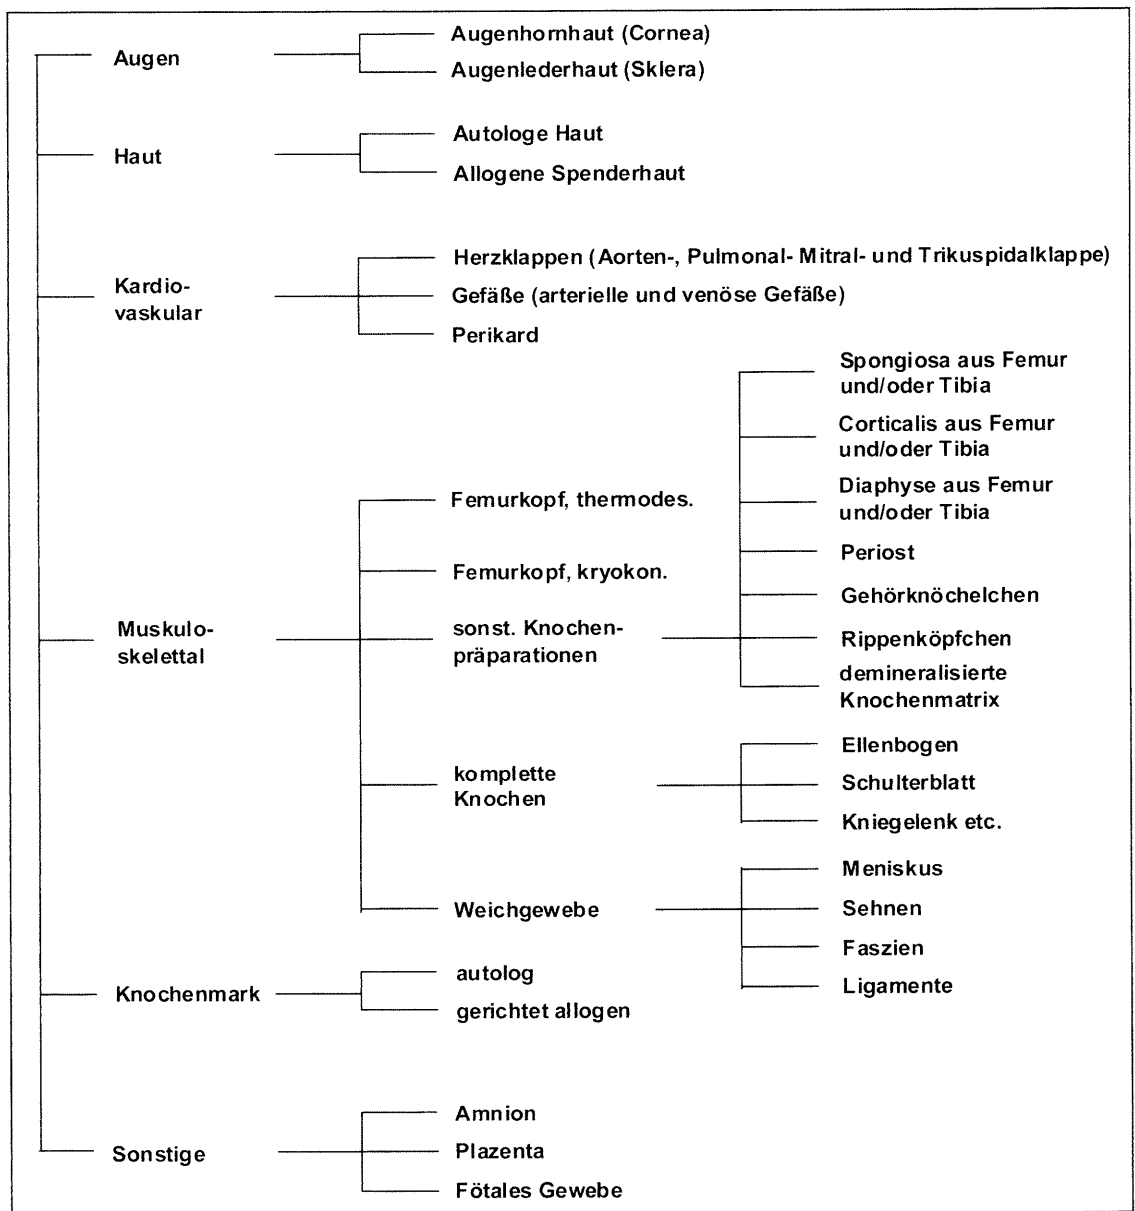 Augen
Augenhornhaut (Cornea)
Augenlederhaut (Sklera)
Haut
Autologe Haut
Allogene Spenderhaut
Kardio-
vaskular
Herzklappen (Aorten-, Pulmonal- Mitral- und Trikuspidalklappe)
Gefäße (arterielle und venöse Gefäße)
Perikard
Muskulo-
skelettal
Femurkopf, thermodes.
Femurkopf, kryokon.
sonst. Knochen-
präparationen
Spongiosa aus Femur
und/oder Tibia
Corticalis aus Femur
und/oder Tibia
Diaphyse aus Femur
und/oder Tibia
Periost
Gehörknöchelchen
Rippenköpfchen
demineralisierte
Knochenmatrix
komplette
Knochen
Ellenbogen
Schulterblatt
Kniegelenk etc.
Weichgewebe
Meniskus
Sehnen
Faszien
Ligamente
Knochenmark
autolog
gerichtet allogen
Sonstige
Amnion
Plazenta
Fötales Gewebe